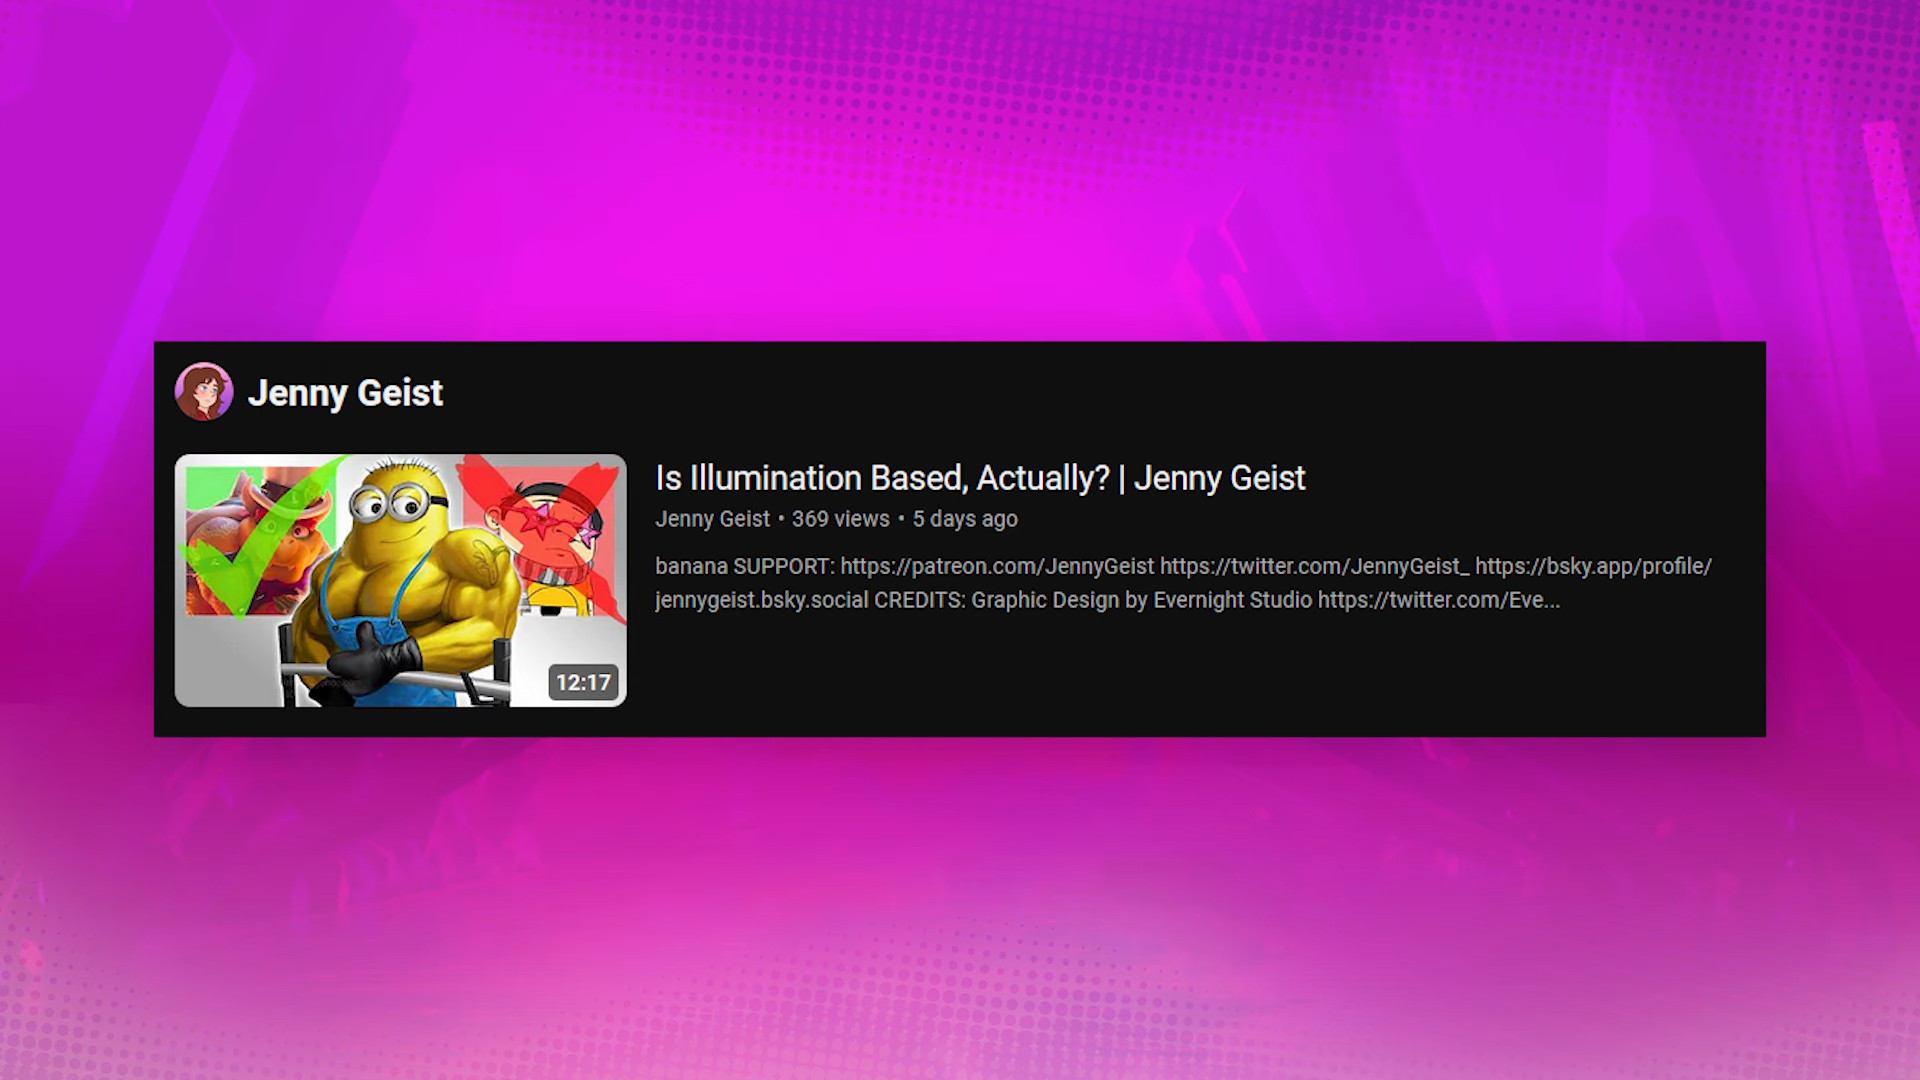 Jenny Geist
Is Illumination Based, Actually? | Jenny Geist
Jenny Geist • 369 views • 5 days ago
banana SUPPORT: https://patreon.com/JennyGeist https://twitter.com/JennyGeist_ https://bsky.app/profile/
jennygeist.bsky.social CREDITS: Graphic Design by Evernight Studio https://twitter.com/Eve...
12:17